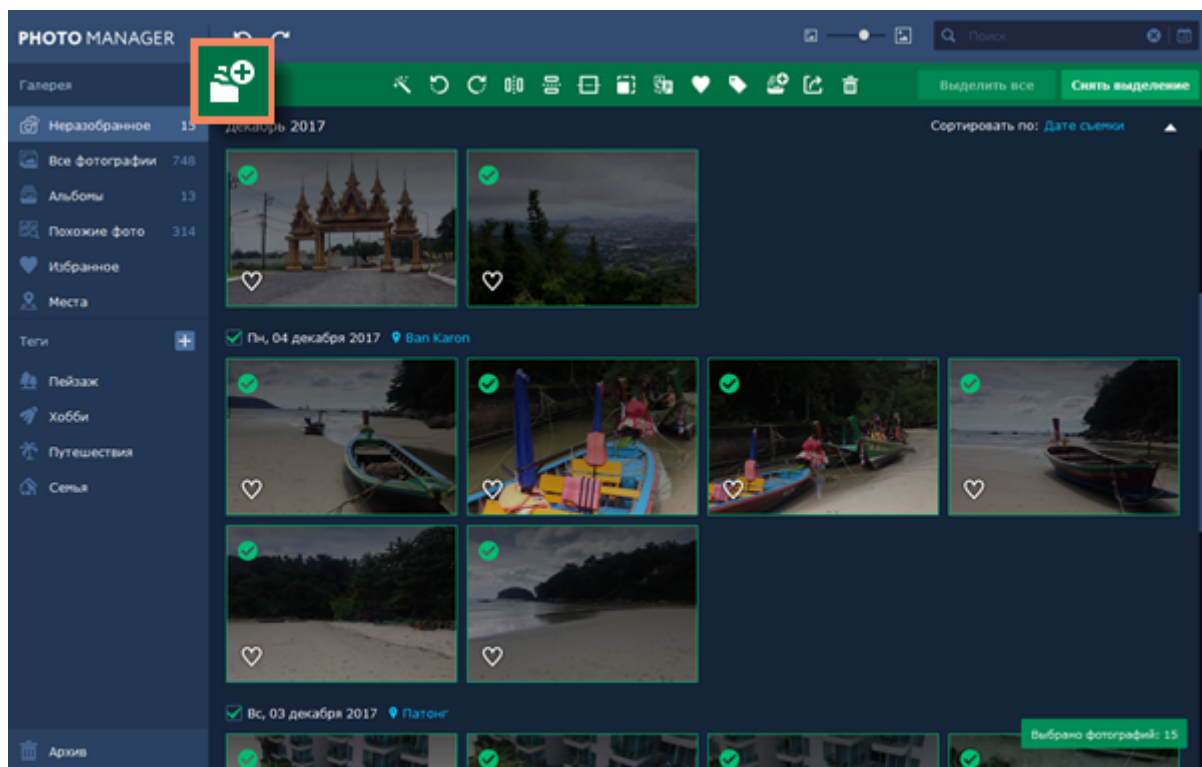 PHOTO MANAGER
Поиск
Галерея
Выделить все
Снять выделение
Неразобранное 15
Декабрь 2017
Сортировать по: Дате съемки
Все фотографии 748
Альбомы 13
Похожие фото 314
Избранное
Места
Теги
Пн, 04 декабря 2017 Ban Karon
Пейзаж
Хобби
Путешествия
Семья
Вс, 03 декабря 2017 Патонг
Выбрано фотографий: 15
Архив